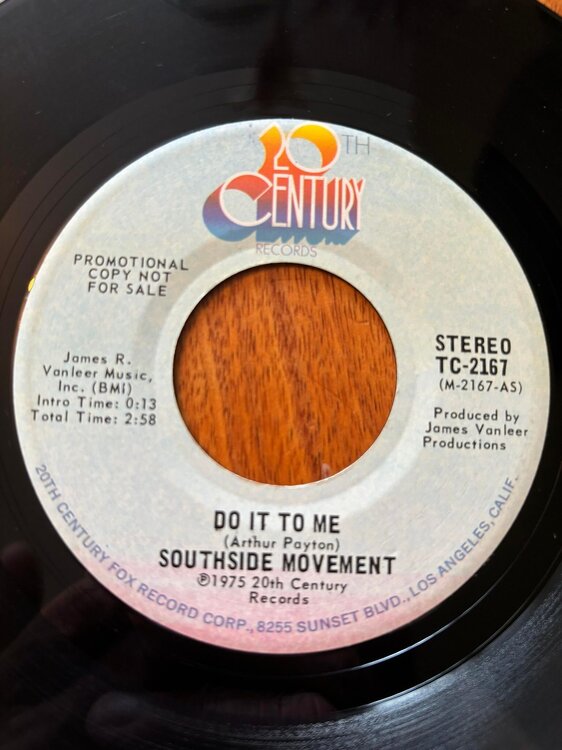 20TH
CENTURY
RECORDS
PROMOTIONAL
COPY NOT
FOR SALE
James R.
Vanleer Music,
Inc. (BMI)
Intro Time: 0:13
Total Time: 2:58
STEREO
TC-2167
(M-2167-AS)
Produced by
James Vanleer
Productions
DO IT TO ME
(Arthur Payton)
SOUTHSIDE MOVEMENT
℗1975 20th Century
Records
20TH CENTURY FOX RECORD CORP., 8255 SUNSET BLVD., LOS ANGELES, CALIF.